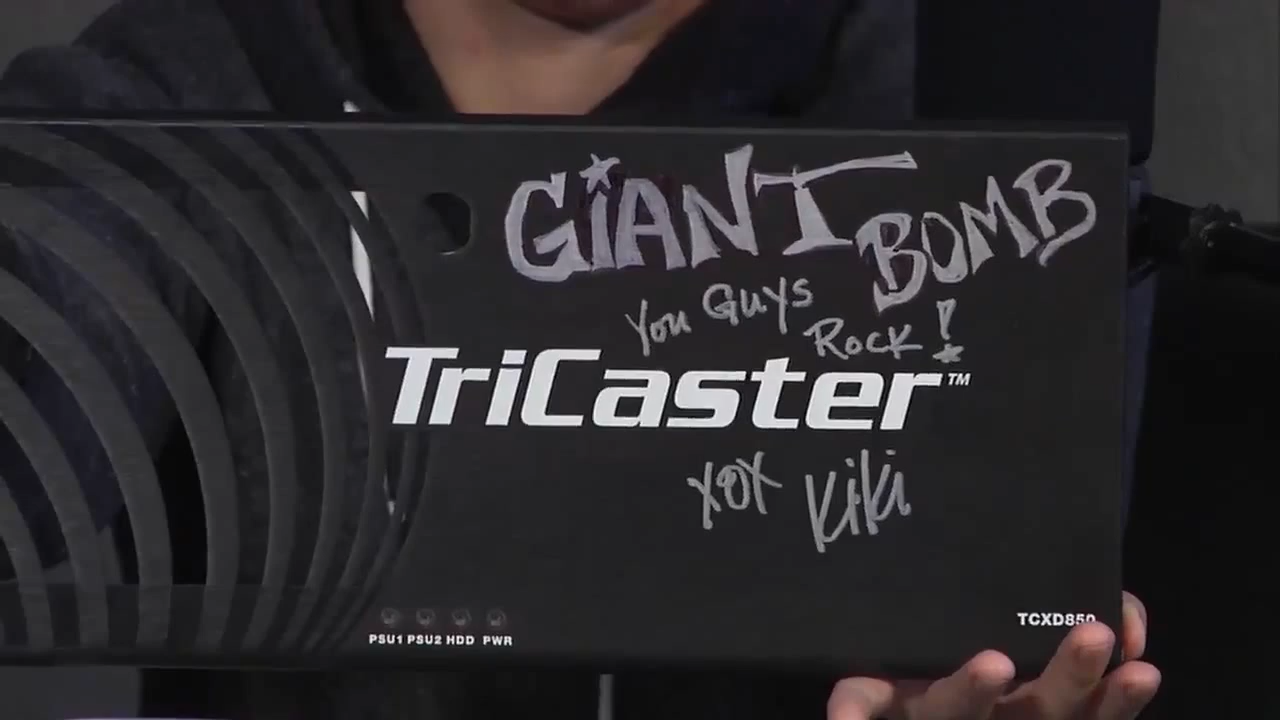 GiANT BOMB
You Guys Rock!
TriCaster™
xox Kiki
PSU1 PSU2 HDD PWR
TCXD850